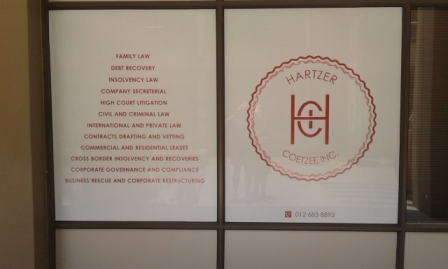 FAMILY LAW
DEBT RECOVERY
INSOLVENCY LAW
COMPANY SECRETERIAL
HIGH COURT LITIGATION
CIVIL AND CRIMINAL LAW
INTERNATIONAL AND PRIVATE LAW
CONTRACTS DRAFTING AND VETTING
COMMERCIAL AND RESIDENTIAL LEASES
CROSS BORDER INSOLVENCY AND RECOVERIES
CORPORATE GOVERNANCE AND COMPLIANCE
BUSINESS RESCUE AND CORPORATE RESTRUCTURING
HARTZER
HC
COETZEE INC.
012 663 8892